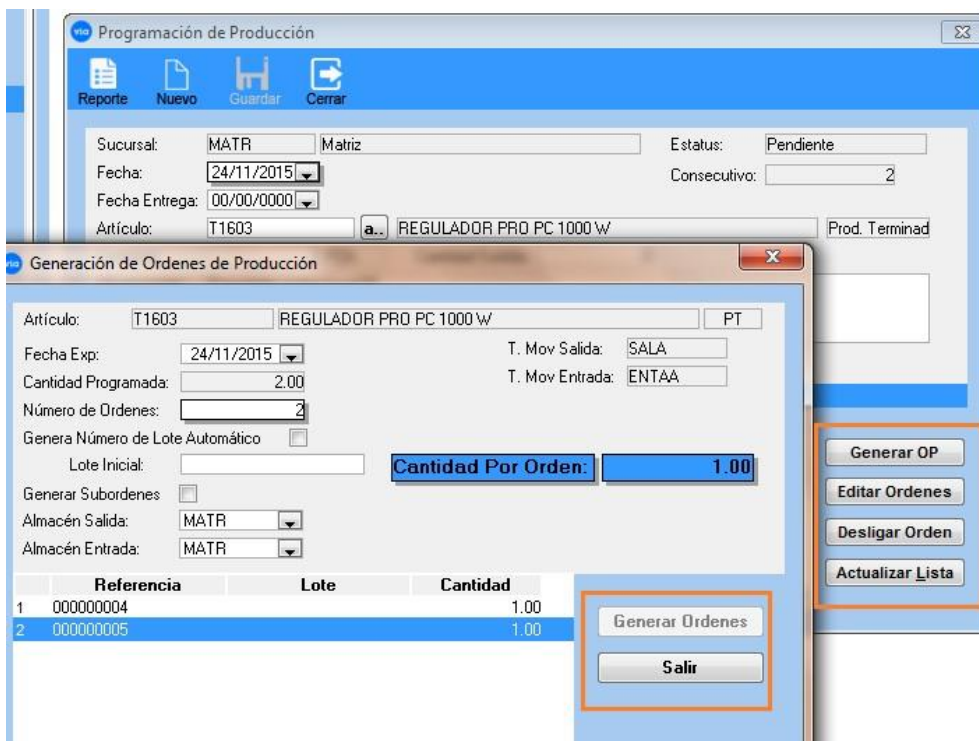 via Programación de Producción
Reporte Nuevo Guardar Cerrar
Sucursal: MATR Matriz Estatus: Pendiente
Fecha: 24/11/2015 Consecutivo: 2
Fecha Entrega: 00/00/0000
Artículo: T1603 a.. REGULADOR PRO PC 1000 W Prod. Terminad
via Generación de Ordenes de Producción
Artículo: T1603 REGULADOR PRO PC 1000 W PT
Fecha Exp: 24/11/2015 T. Mov Salida: SALA
Cantidad Programada: 2.00 T. Mov Entrada: ENTAA
Número de Ordenes: 2
Genera Número de Lote Automático
Lote Inicial: Cantidad Por Orden: 1.00
Generar Subordenes
Almacén Salida: MATR
Almacén Entrada: MATR
Referencia Lote Cantidad
1 000000004 1.00
2 000000005 1.00
Generar Ordenes
Salir
Generar OP
Editar Ordenes
Desligar Orden
Actualizar Lista